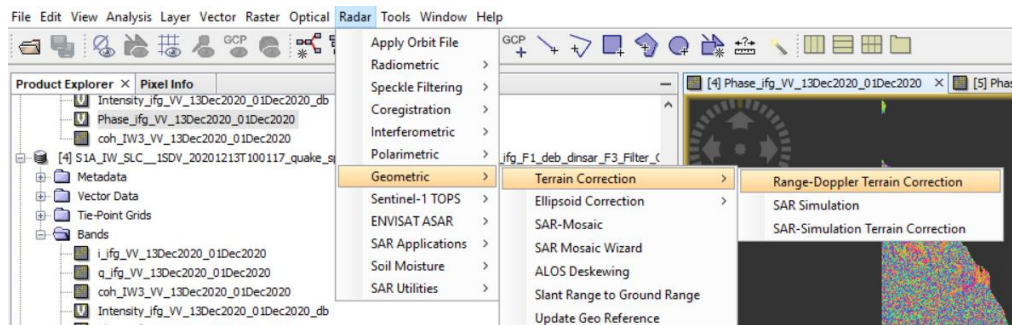 File Edit View Analysis Layer Vector Raster Optical Radar Tools Window Help
GCP
GCP
Product Explorer × Pixel Info
Intensity_ifg_VV_13Dec2020_01Dec2020_db
Phase_ifg_VV_13Dec2020_01Dec2020
coh_IW3_VV_13Dec2020_01Dec2020
[4] S1A_IW_SLC__1SDV_20201213T100117_quake_sp
Metadata
Vector Data
Tie-Point Grids
Bands
i_ifg_VV_13Dec2020_01Dec2020
q_ifg_VV_13Dec2020_01Dec2020
coh_IW3_VV_13Dec2020_01Dec2020
Intensity_ifg_VV_13Dec2020_01Dec2020_db
Apply Orbit File
Radiometric >
Speckle Filtering >
Coregistration >
Interferometric >
Polarimetric >
Geometric >
Sentinel-1 TOPS >
ENVISAT ASAR >
SAR Applications >
Soil Moisture >
SAR Utilities >
_ifg_F1_deb_dinsar_F3_Filter_
Terrain Correction >
Ellipsoid Correction >
SAR-Mosaic
SAR Mosaic Wizard
ALOS Deskewing
Slant Range to Ground Range
Update Geo Reference
Range-Doppler Terrain Correction
SAR Simulation
SAR-Simulation Terrain Correction
[4] Phase_ifg_VV_13Dec2020_01Dec2020 ×
[5] Phas